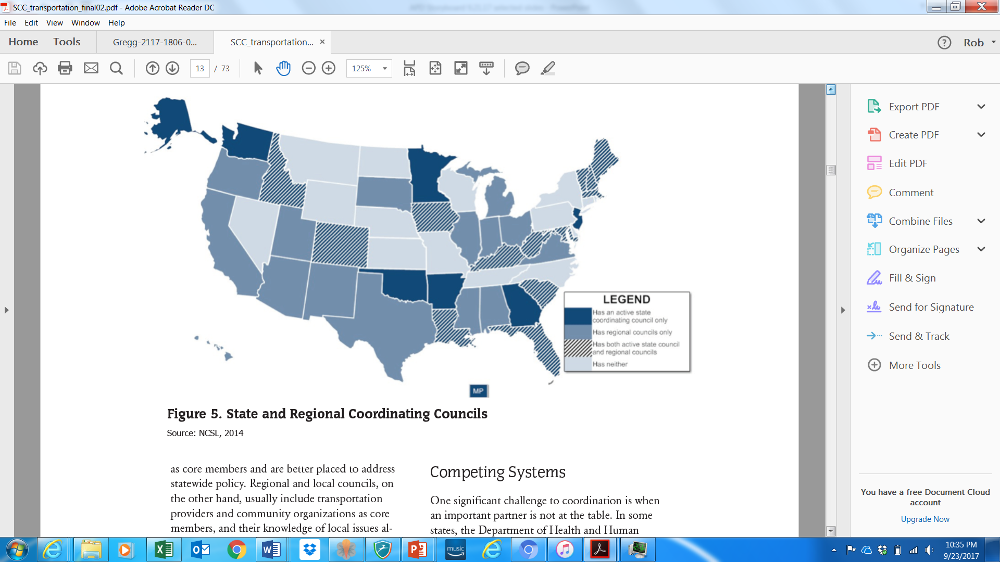 SCC_transportation_final02.pdf - Adobe Acrobat Reader DC
File Edit View Window Help
Home Tools Gregg-2117-1806-0... SCC_transportation... × ? Rob
13 / 73 125%
Export PDF
Create PDF
Edit PDF
Comment
Combine Files
Organize Pages
Fill & Sign
Send for Signature
Send & Track
More Tools
You have a free Document Cloud
account
Upgrade Now
LEGEND
Has an active state
coordinating council only
Has regional councils only
Has both active state council
and regional councils
Has neither
MP
Figure 5. State and Regional Coordinating Councils
Source: NCSL, 2014
as core members and are better placed to address
statewide policy. Regional and local councils, on
the other hand, usually include transportation
providers and community organizations as core
members, and their knowledge of local issues al-
Competing Systems
One significant challenge to coordination is when
an important partner is not at the table. In some
states, the Department of Health and Human
music
10:35 PM
9/23/2017